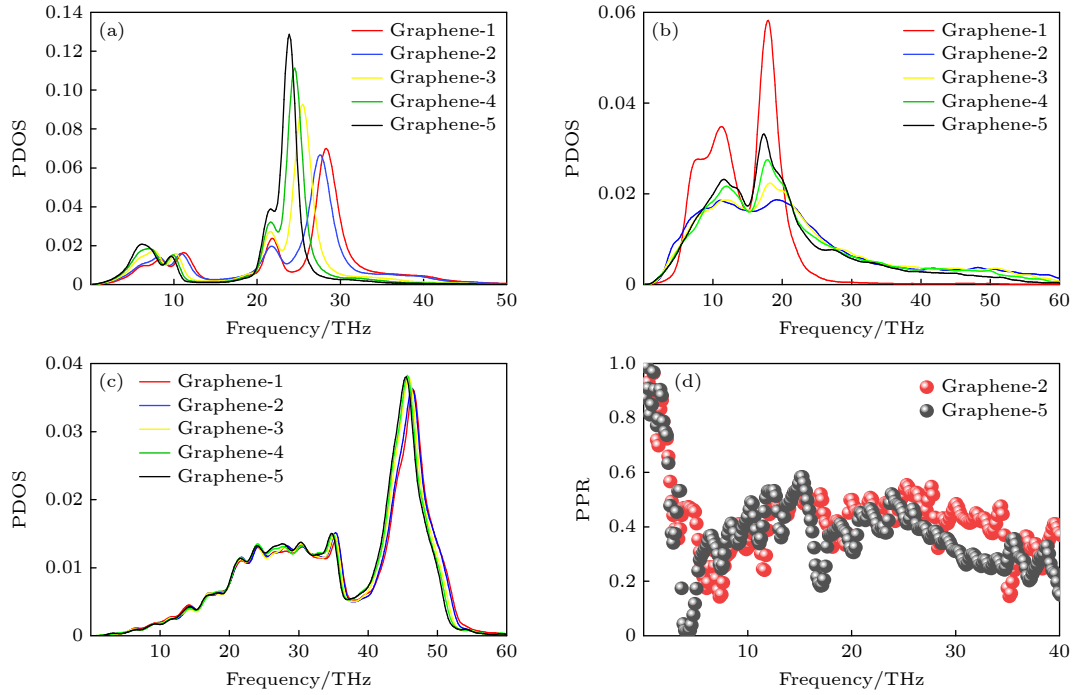 (a)
Graphene-1
Graphene-2
Graphene-3
Graphene-4
Graphene-5
PDOS
0.14
0.12
0.10
0.08
0.06
0.04
0.02
0
10 20 30 40 50
Frequency/THz
(b)
Graphene-1
Graphene-2
Graphene-3
Graphene-4
Graphene-5
PDOS
0.06
0.04
0.02
0
10 20 30 40 50 60
Frequency/THz
(c)
Graphene-1
Graphene-2
Graphene-3
Graphene-4
Graphene-5
PDOS
0.04
0.03
0.02
0.01
0
10 20 30 40 50 60
Frequency/THz
(d)
Graphene-2
Graphene-5
PPR
1.0
0.8
0.6
0.4
0.2
0
10 20 30 40
Frequency/THz